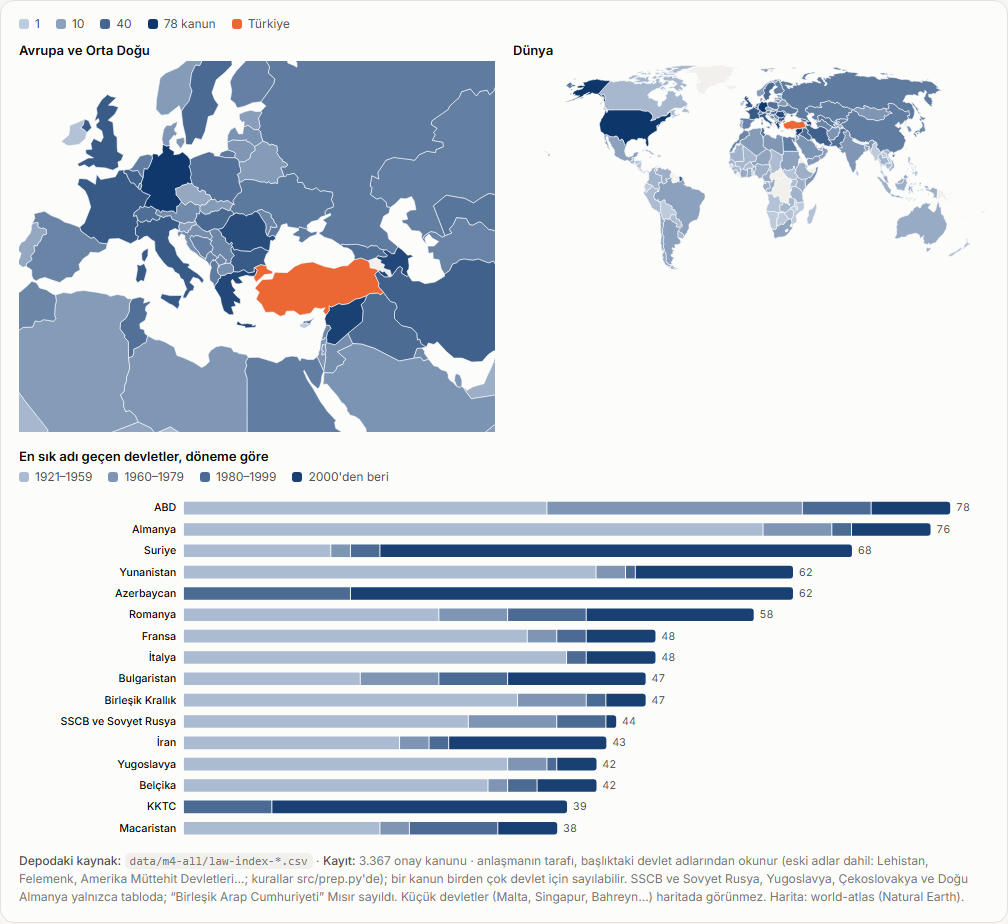 1 10 40 78 kanun Türkiye
Avrupa ve Orta Doğu
Dünya
En sık adı geçen devletler, döneme göre
1921–1959 1960–1979 1980–1999 2000'den beri
ABD 78
Almanya 76
Suriye 68
Yunanistan 62
Azerbaycan 62
Romanya 58
Fransa 48
İtalya 48
Bulgaristan 47
Birleşik Krallık 47
SSCB ve Sovyet Rusya 44
İran 43
Yugoslavya 42
Belçika 42
KKTC 39
Macaristan 38
Depodaki kaynak: data/m4-all/law-index-*.csv · Kayıt: 3.367 onay kanunu · anlaşmanın tarafı, başlıktaki devlet adlarından okunur (eski adlar dahil: Lehistan,
Felemenk, Amerika Müttehit Devletleri…; kurallar src/prep.py'de); bir kanun birden çok devlet için sayılabilir. SSCB ve Sovyet Rusya, Yugoslavya, Çekoslovakya ve Doğu
Almanya yalnızca tabloda; “Birleşik Arap Cumhuriyeti” Mısır sayıldı. Küçük devletler (Malta, Singapur, Bahreyn…) haritada görünmez. Harita: world-atlas (Natural Earth).